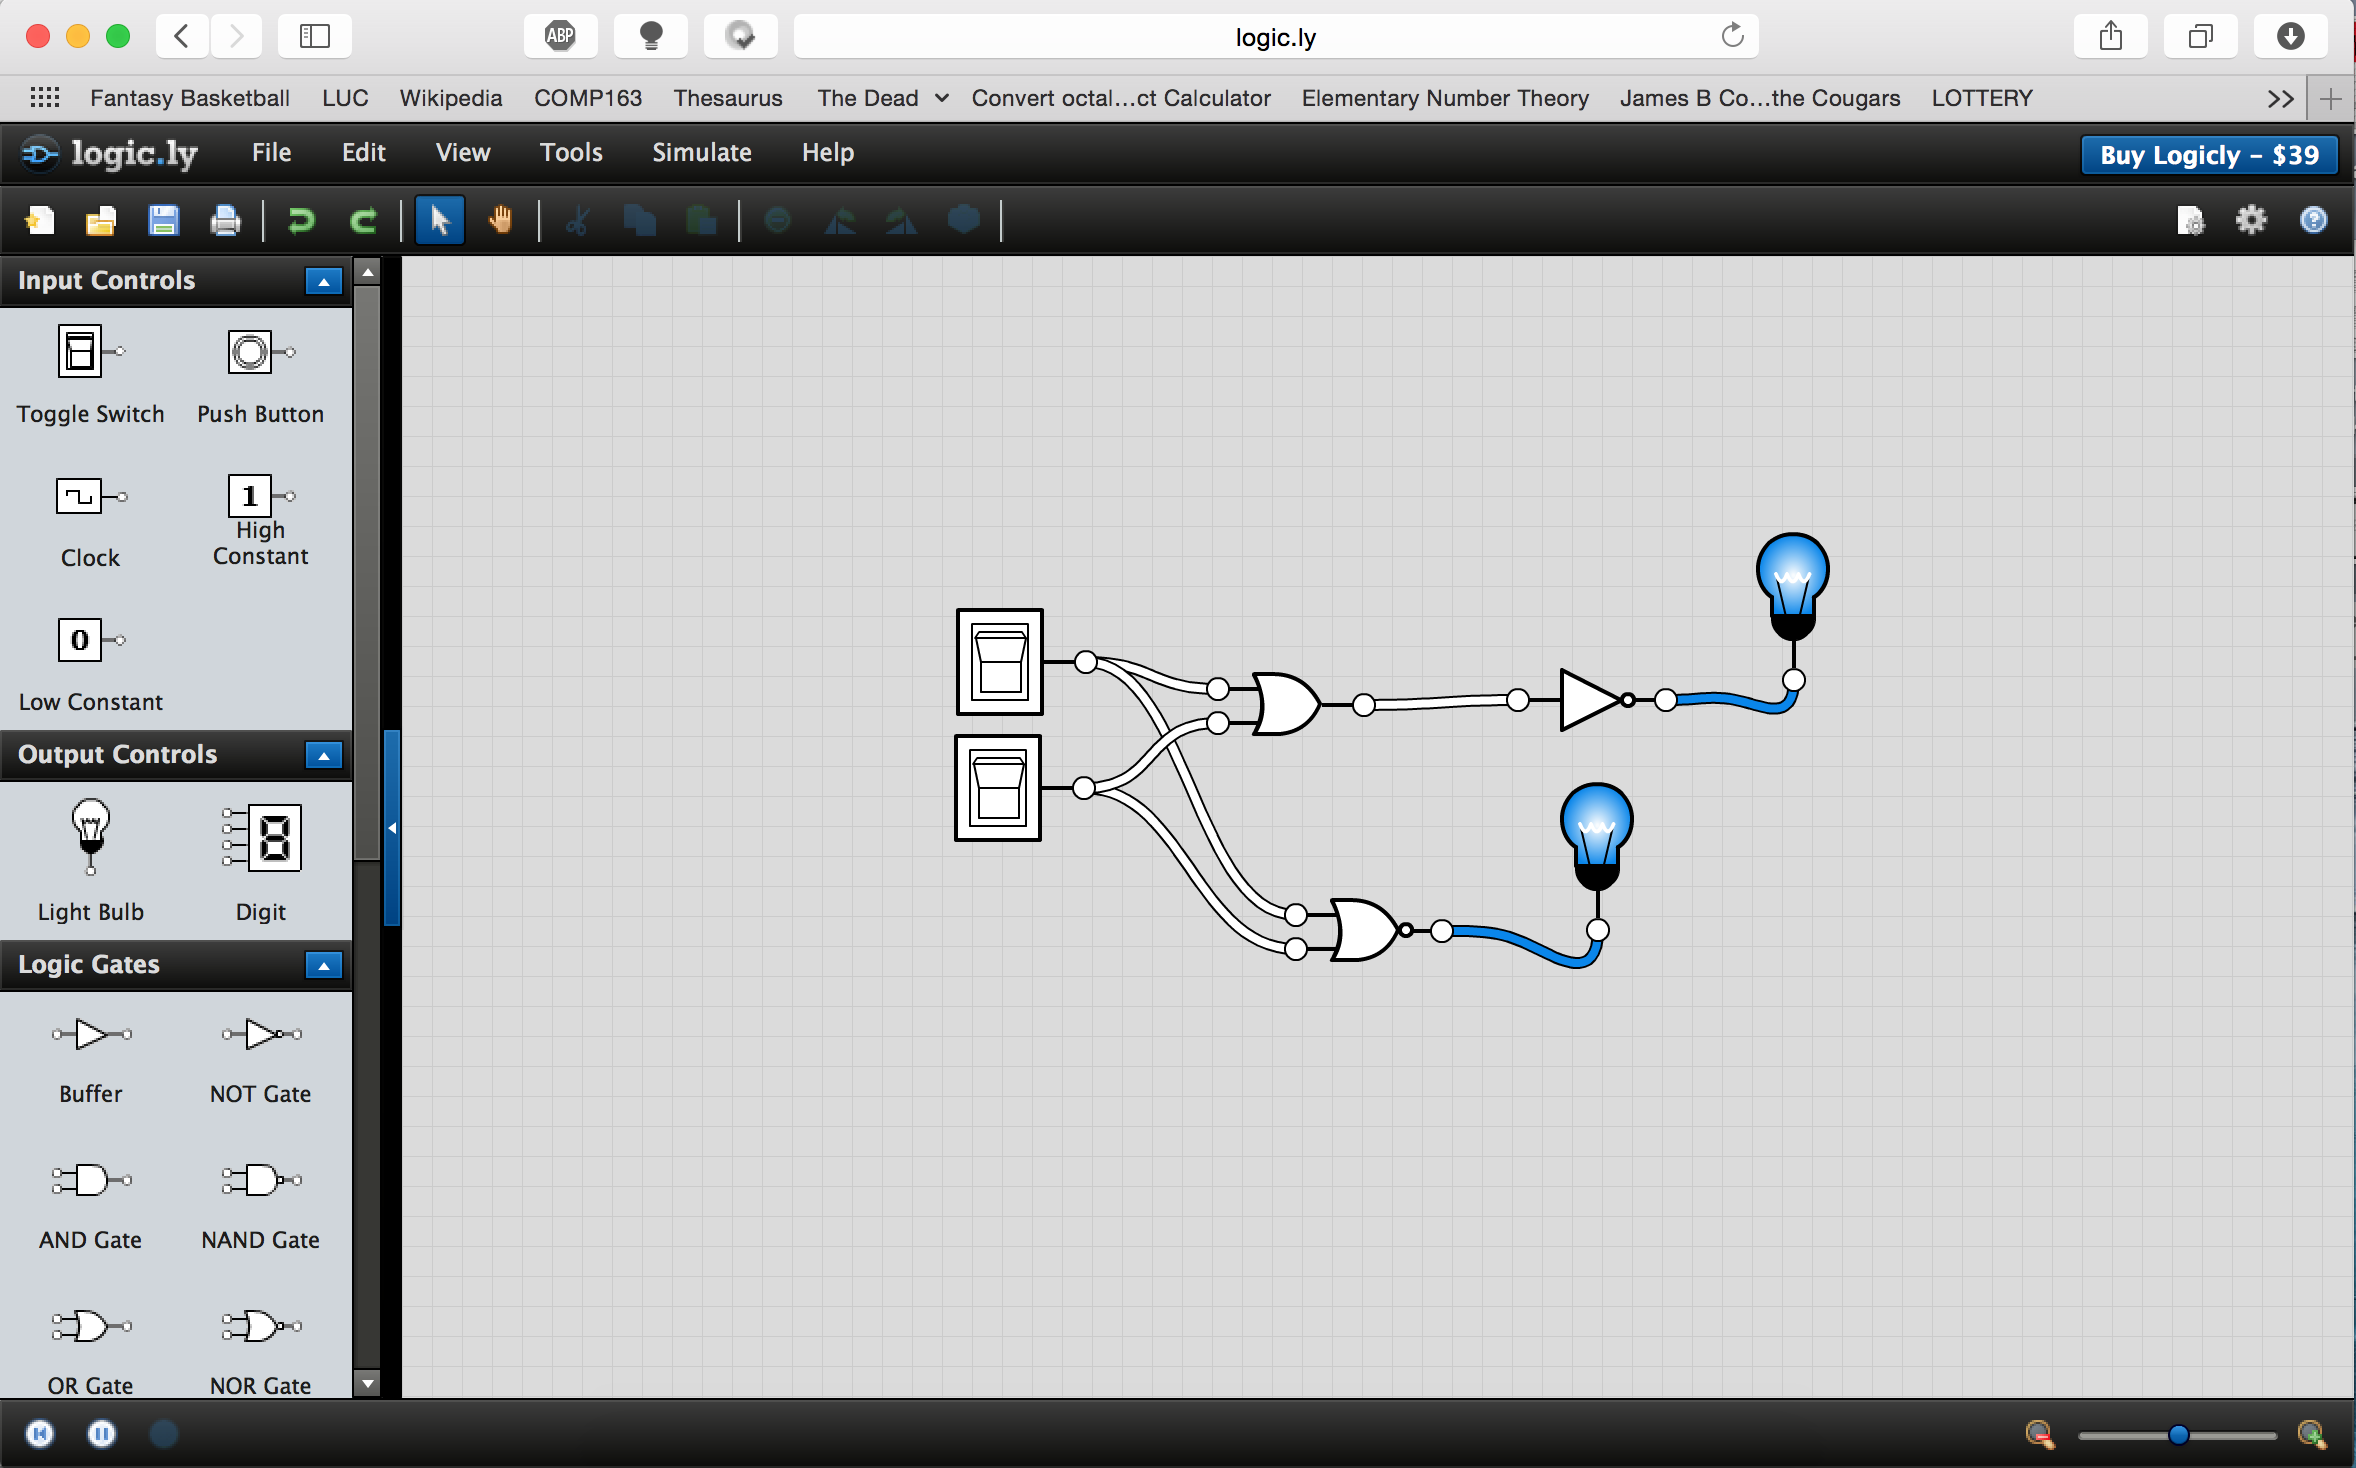 ABP
logic.ly
Fantasy Basketball LUC Wikipedia COMP163 Thesaurus The Dead Convert octal...ct Calculator Elementary Number Theory James B Co...the Cougars LOTTERY >> +
logic.ly File Edit View Tools Simulate Help Buy Logicly – $39
Input Controls
Toggle Switch Push Button
1
Clock High Constant
0
Low Constant
Output Controls
8
Light Bulb Digit
Logic Gates
Buffer NOT Gate
AND Gate NAND Gate
OR Gate NOR Gate